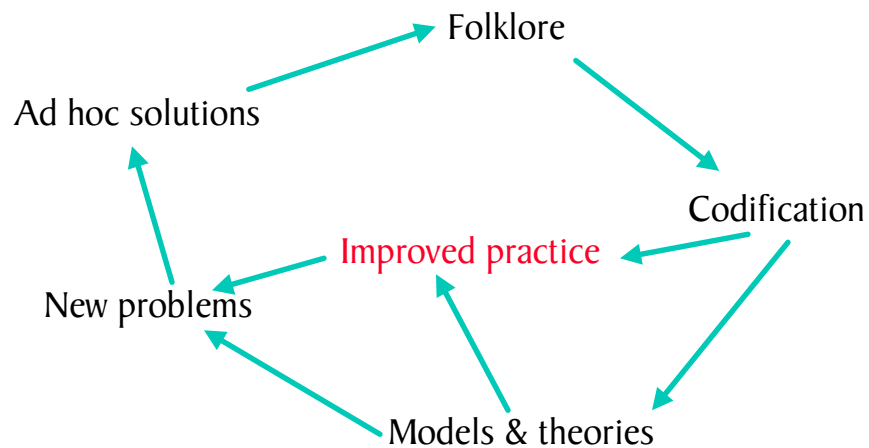 Folklore
Ad hoc solutions
Codification
Improved practice
New problems
Models & theories